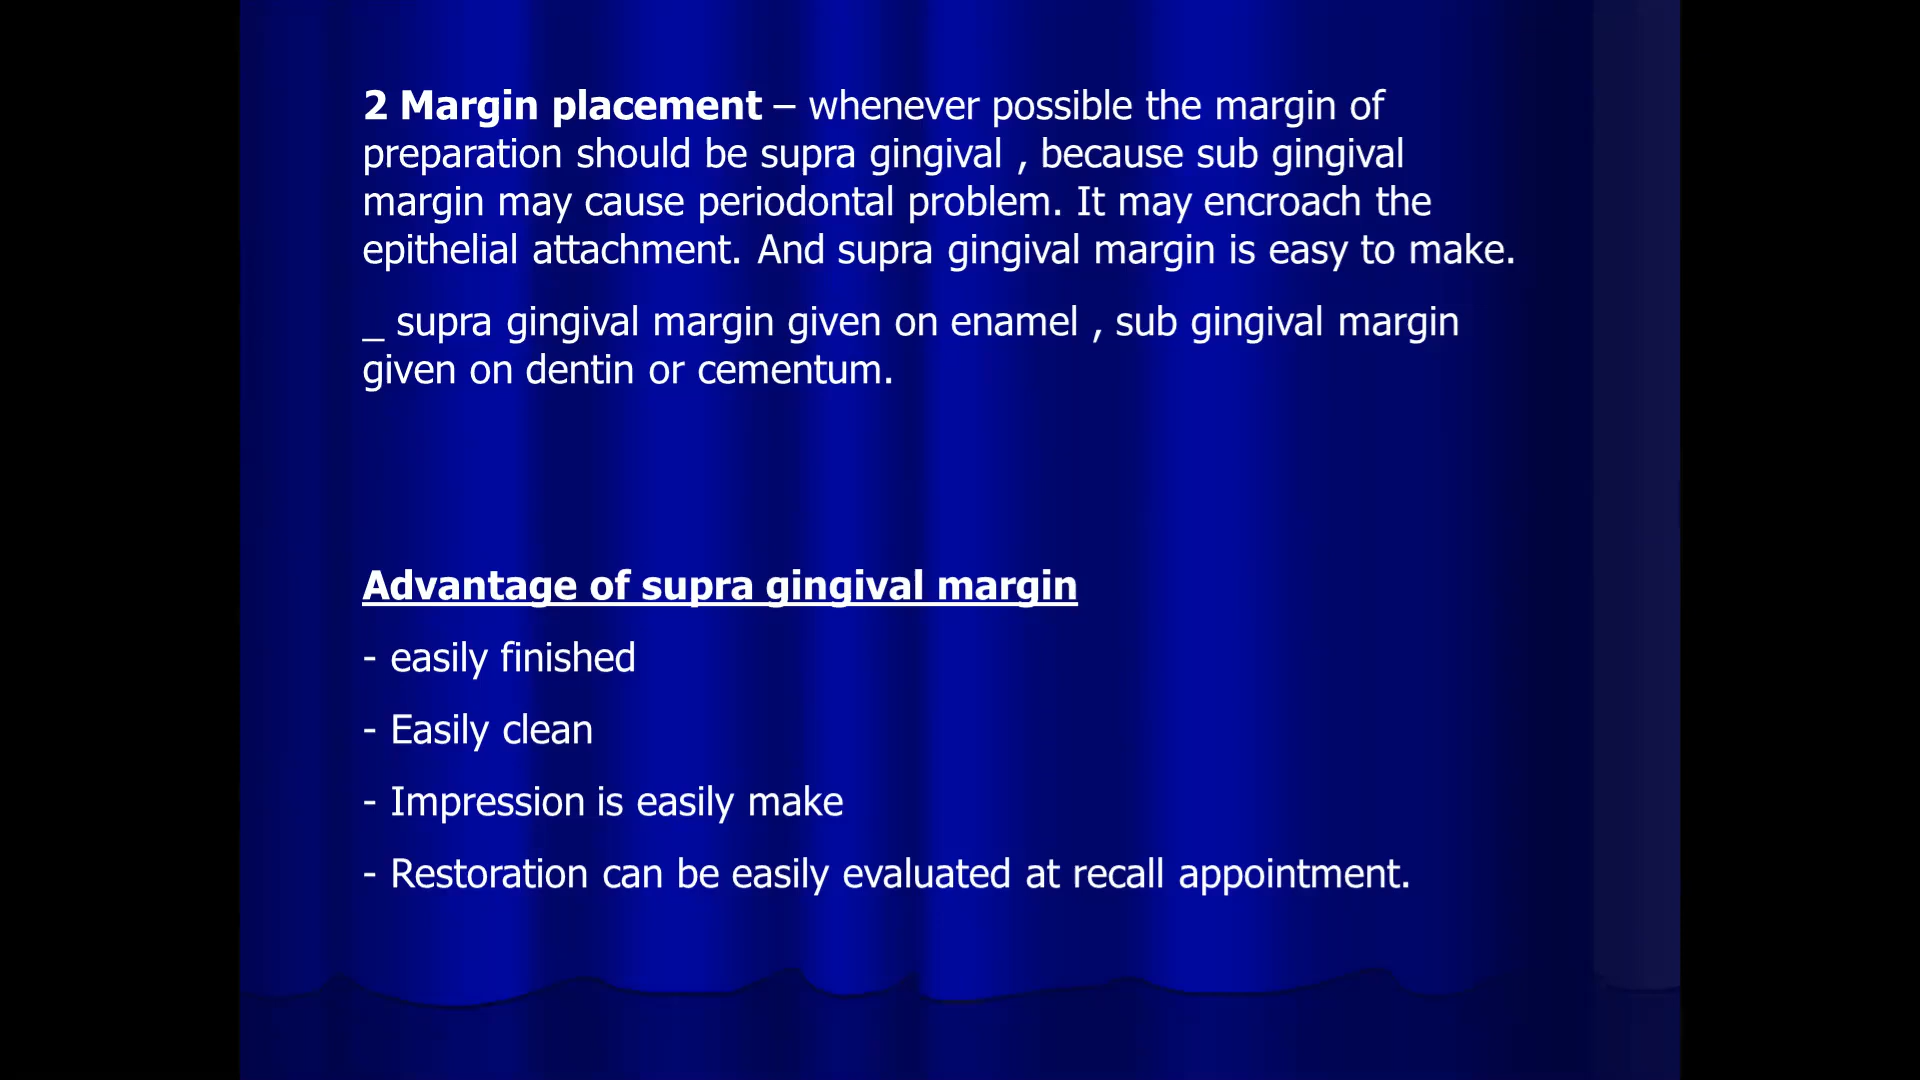 2 Margin placement – whenever possible the margin of
preparation should be supra gingival , because sub gingival
margin may cause periodontal problem. It may encroach the
epithelial attachment. And supra gingival margin is easy to make.
_ supra gingival margin given on enamel , sub gingival margin
given on dentin or cementum.
Advantage of supra gingival margin
- easily finished
- Easily clean
- Impression is easily make
- Restoration can be easily evaluated at recall appointment.